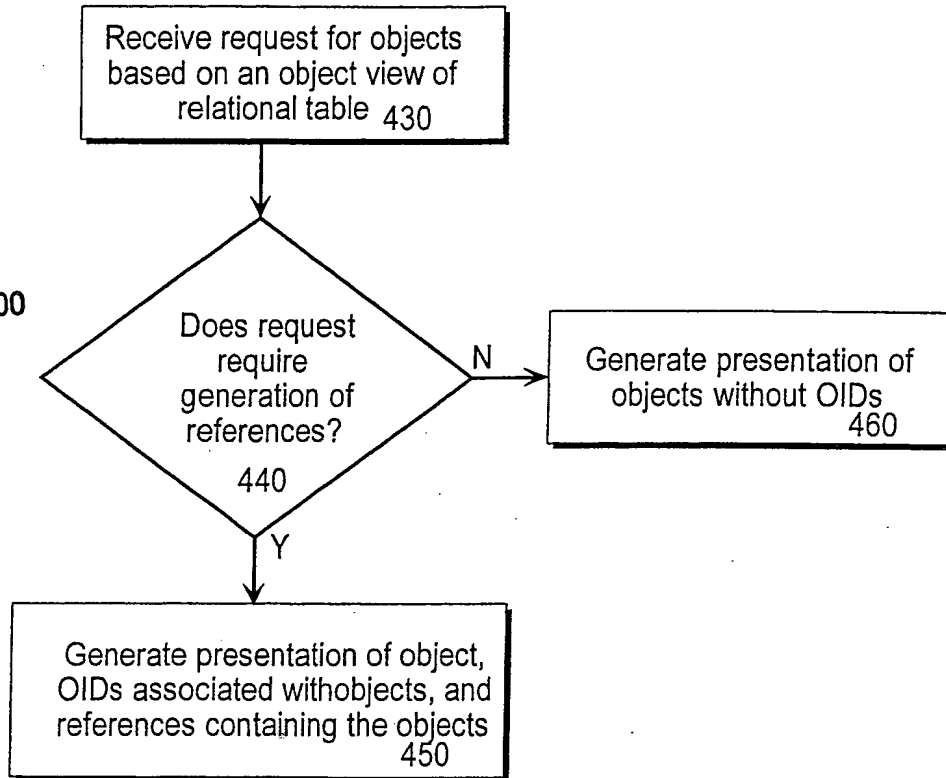 Receive request for objects
based on an object view of
relational table 430
00
Does request
require
generation of
references?
440
N
Generate presentation of
objects without OIDs
460
Y
Generate presentation of object,
OIDs associated withobjects, and
references containing the objects
450